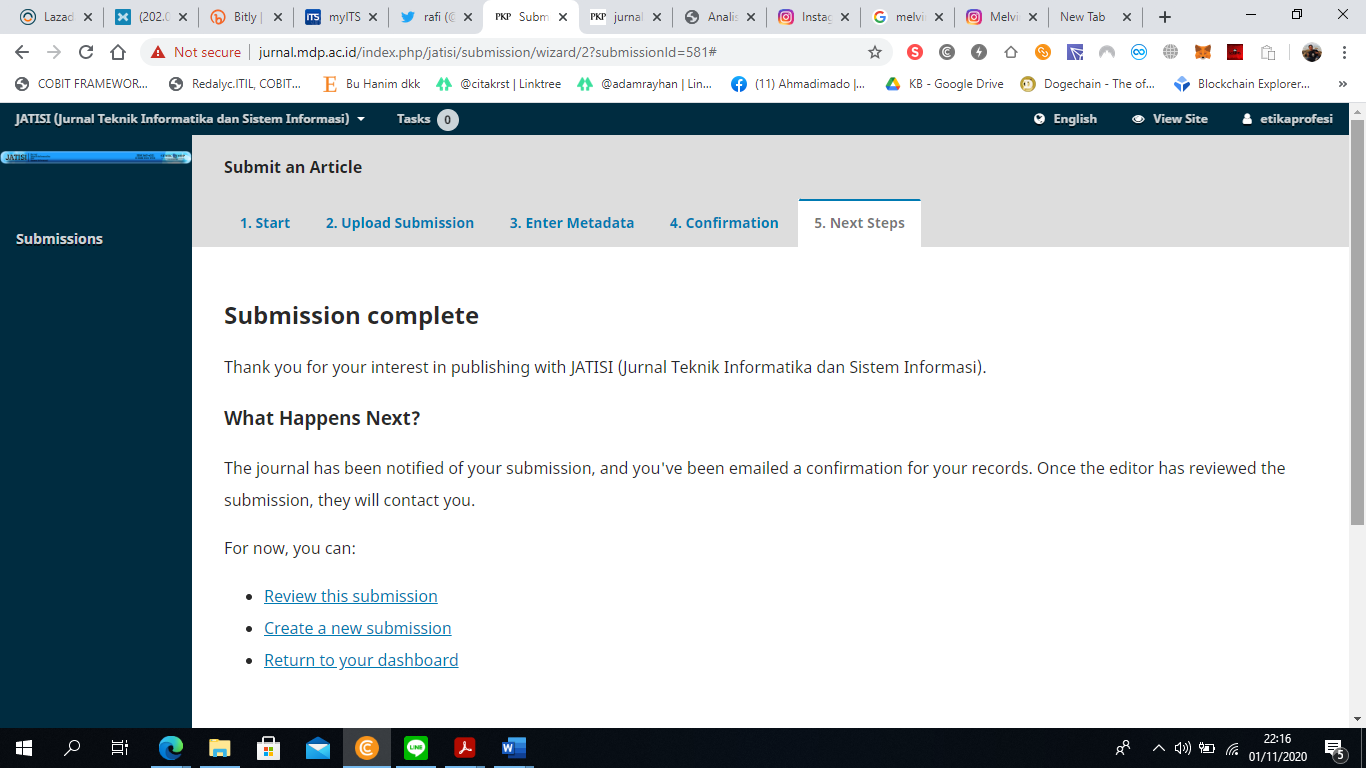 Lazad
(202.0
Bitly |
ITS
myITS
rafi (@
PKP
Subm
PKP
jurnal
Analis
Instag
melvi
Melvi
New Tab
Not secure
jurnal.mdp.ac.id/index.php/jatisi/submission/wizard/2?submissionId=581#
COBIT FRAMEWOR...
Redalyc.ITIL, COBIT...
Bu Hanim dkk
@citakrst | Linktree
@adamrayhan | Lin...
(11) Ahmadimado |...
KB - Google Drive
Dogechain - The of...
Blockchain Explorer...
»
JATISI (Jurnal Teknik Informatika dan Sistem Informasi)
Tasks 0
English
View Site
etikaprofesi
JATISI
Submit an Article
1. Start
2. Upload Submission
3. Enter Metadata
4. Confirmation
5. Next Steps
Submissions
Submission complete
Thank you for your interest in publishing with JATISI (Jurnal Teknik Informatika dan Sistem Informasi).
What Happens Next?
The journal has been notified of your submission, and you've been emailed a confirmation for your records. Once the editor has reviewed the
submission, they will contact you.
For now, you can:
• Review this submission
• Create a new submission
• Return to your dashboard
LINE
22:16
01/11/2020
5